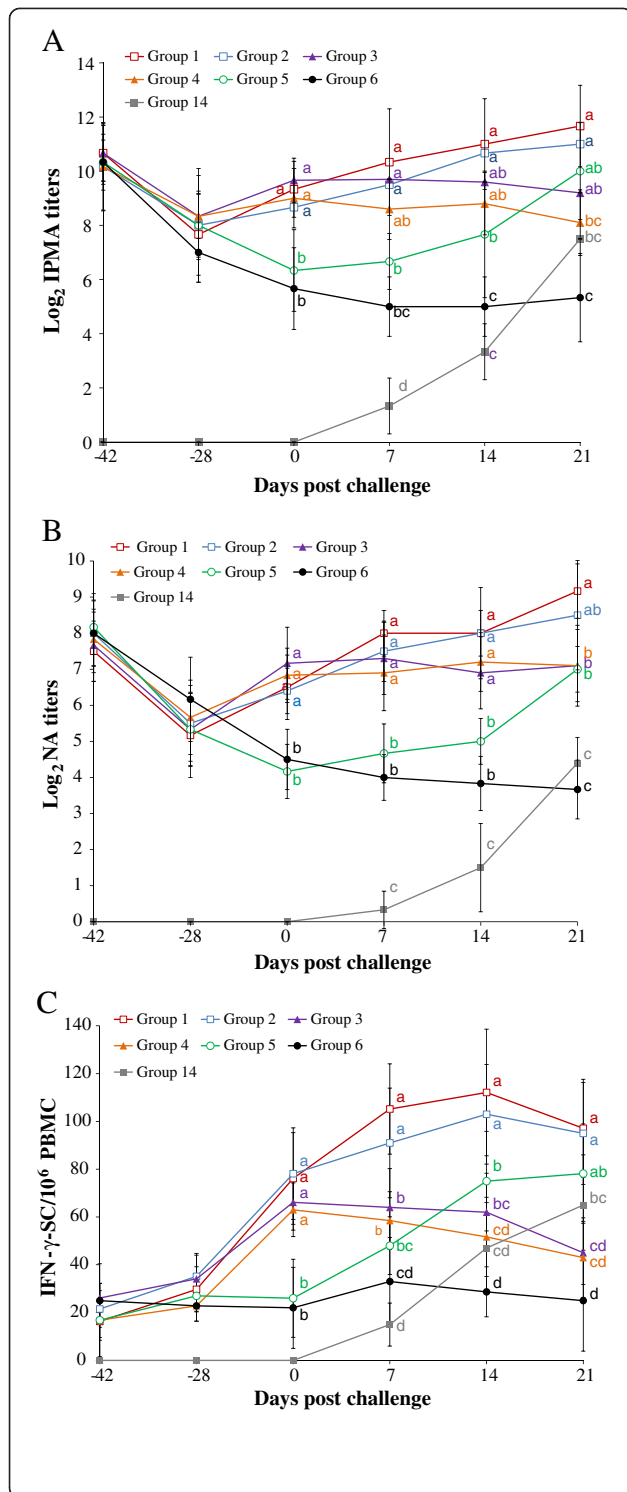 A
Group 1 Group 2 Group 3
Group 4 Group 5 Group 6
Group 14
14
12
10
8
6
4
2
0
Log2 IPMA titers
a a a a
a a a
a a ab ab
a ab ab bc
b b b ab
b bc c c
d c bc
-42 -28 0 7 14 21
Days post challenge
B
Group 1 Group 2 Group 3
Group 4 Group 5 Group 6
Group 14
10
9
8
7
6
5
4
3
2
1
0
Log2 NA titers
a a a
a a a ab
a a a b
a a a b
b b b b
b b b c
c c c
-42 -28 0 7 14 21
Days post challenge
C
Group 1 Group 2 Group 3
Group 4 Group 5 Group 6
Group 14
140
120
100
80
60
40
20
0
IFN-γ-SC/10⁶ PBMC
a a a a
a a a
a b bc cd
a b cd cd
b bc b ab
b cd d d
d cd bc
-42 -28 0 7 14 21
Days post challenge